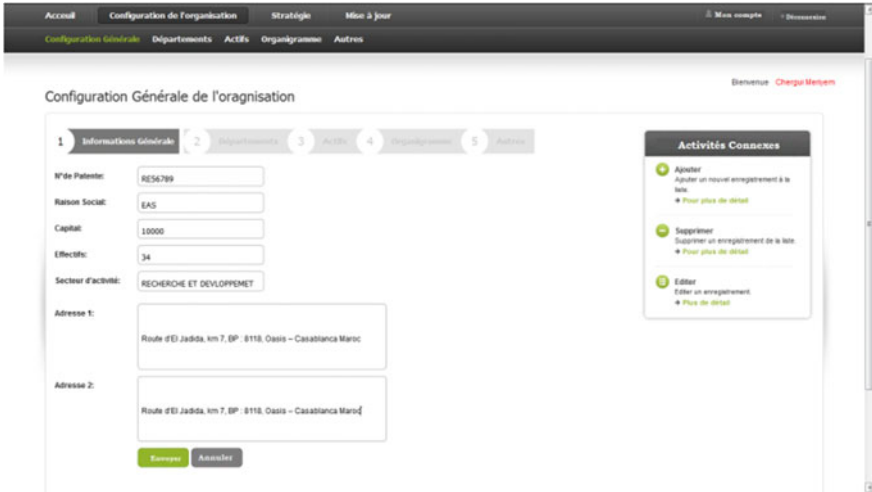 Acceuil Configuration de l'organisation Stratégie Mise à jour Mon compte Déconnexion
Configuration Générale Départements Actifs Organigramme Autres
Bienvenue Chergui Meriyem
Configuration Générale de l'oragnisation
1 Informations Générale 2 Départements 3 Actifs 4 Organigramme 5 Autres
N°de Patente: RE56789
Raison Social: EAS
Capital: 10000
Effectifs: 34
Secteur d'activité: RECHERCHE ET DEVLOPPEMET
Adresse 1:
Route d'El Jadida, km 7, BP : 8118, Oasis – Casablanca Maroc
Adresse 2:
Route d'El Jadida, km 7, BP : 8118, Oasis – Casablanca Maroc
Envoyer Annuler
Activités Connexes
Ajouter
Ajouter un nouvel enregistrement à la
liste.
Pour plus de détail
Supprimer
Supprimer un enregistrement de la liste.
Pour plus de détail
Editer
Editer un enregistrement.
Plus de détail